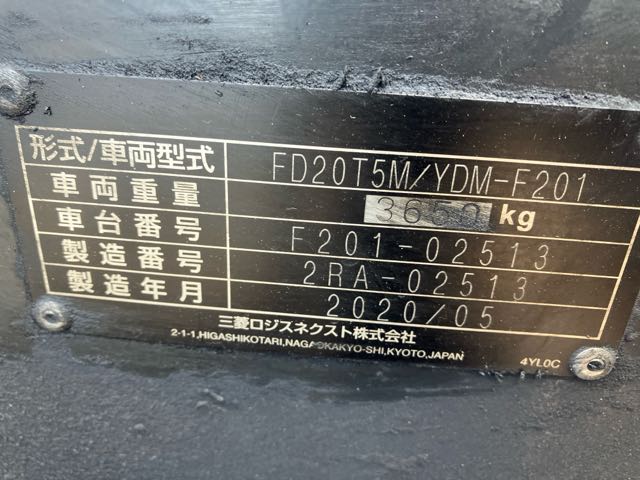 形式/車両型式 FD20T5M/YDM-F201
車両重量 3650 kg
車台番号 F201-02513
製造番号 2RA-02513
製造年月 2020/05
三菱ロジスネクスト株式会社
2-1-1,HIGASHIKOTARI,NAGAOKAKYO-SHI,KYOTO,JAPAN
4YL0C